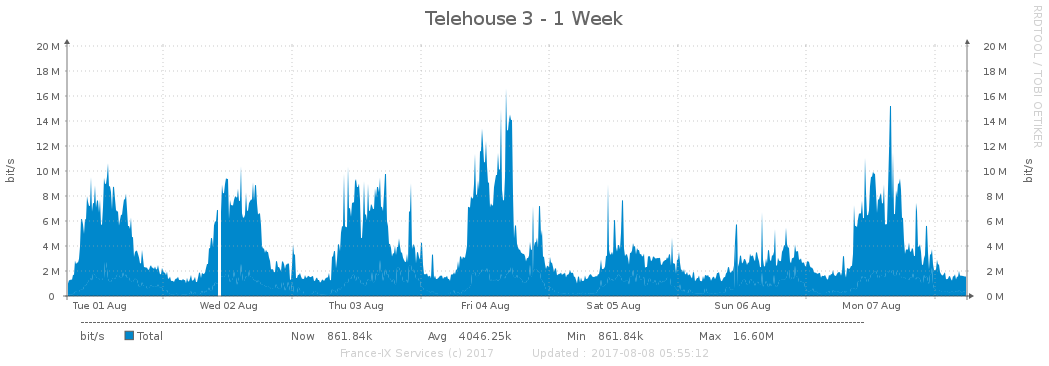 Telehouse 3 - 1 Week
RRDTOOL / TOBI OETIKER
bit/s
bit/s
20 M 20 M
18 M 18 M
16 M 16 M
14 M 14 M
12 M 12 M
10 M 10 M
8 M 8 M
6 M 6 M
4 M 4 M
2 M 2 M
0 0 M
Tue 01 Aug Wed 02 Aug Thu 03 Aug Fri 04 Aug Sat 05 Aug Sun 06 Aug Mon 07 Aug
bit/s Total Now 861.84k Avg 4046.25k Min 861.84k Max 16.60M
France-IX Services (c) 2017 Updated : 2017-08-08 05:55:12